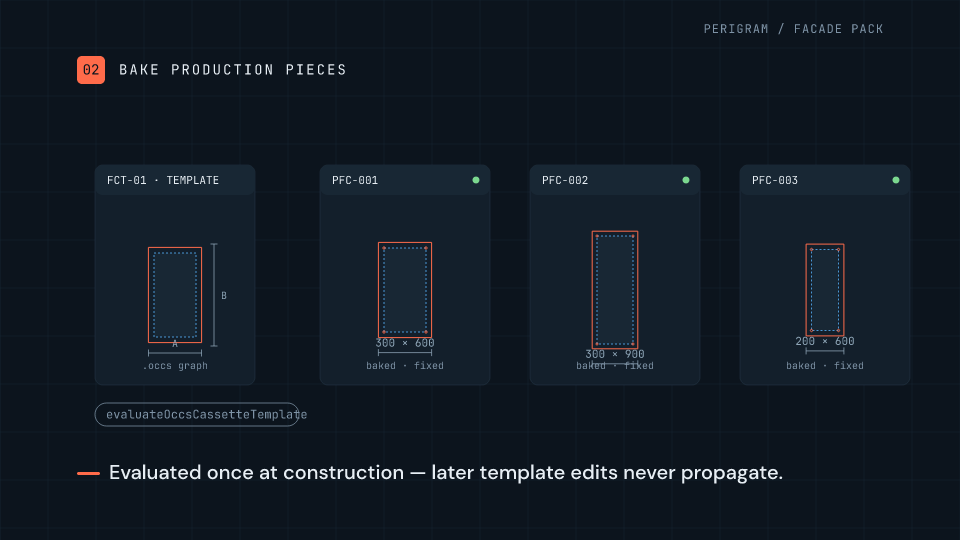 PERIGRAM / FACADE PACK
02 BAKE PRODUCTION PIECES
FCT-01 · TEMPLATE
B
A
.occs graph
PFC-001
300 × 600
baked · fixed
PFC-002
300 × 900
baked · fixed
PFC-003
200 × 600
baked · fixed
evaluateOccsCassetteTemplate
Evaluated once at construction — later template edits never propagate.